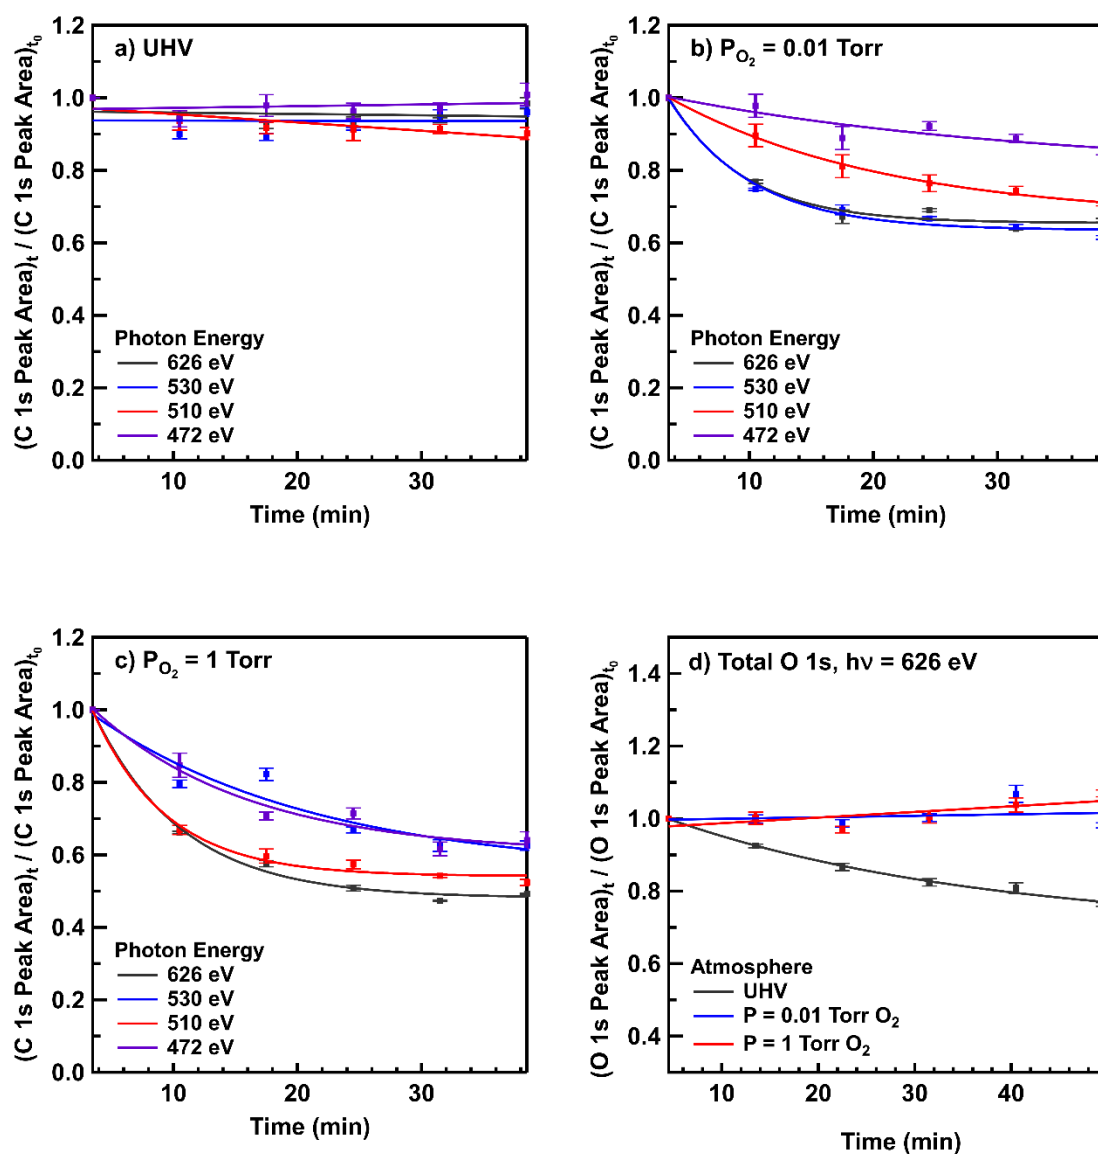 a) UHV
(C 1s Peak Area)t / (C 1s Peak Area)t0
1.2
1.0
0.8
0.6
0.4
0.2
0.0
Photon Energy
626 eV
530 eV
510 eV
472 eV
10
20
30
Time (min)
b) PO2 = 0.01 Torr
(C 1s Peak Area)t / (C 1s Peak Area)t0
1.2
1.0
0.8
0.6
0.4
0.2
0.0
Photon Energy
626 eV
530 eV
510 eV
472 eV
10
20
30
Time (min)
c) PO2 = 1 Torr
(C 1s Peak Area)t / (C 1s Peak Area)t0
1.2
1.0
0.8
0.6
0.4
0.2
0.0
Photon Energy
626 eV
530 eV
510 eV
472 eV
10
20
30
Time (min)
d) Total O 1s, hν = 626 eV
(O 1s Peak Area)t / (O 1s Peak Area)t0
1.4
1.2
1.0
0.8
0.6
0.4
Atmosphere
UHV
P = 0.01 Torr O2
P = 1 Torr O2
10
20
30
40
Time (min)